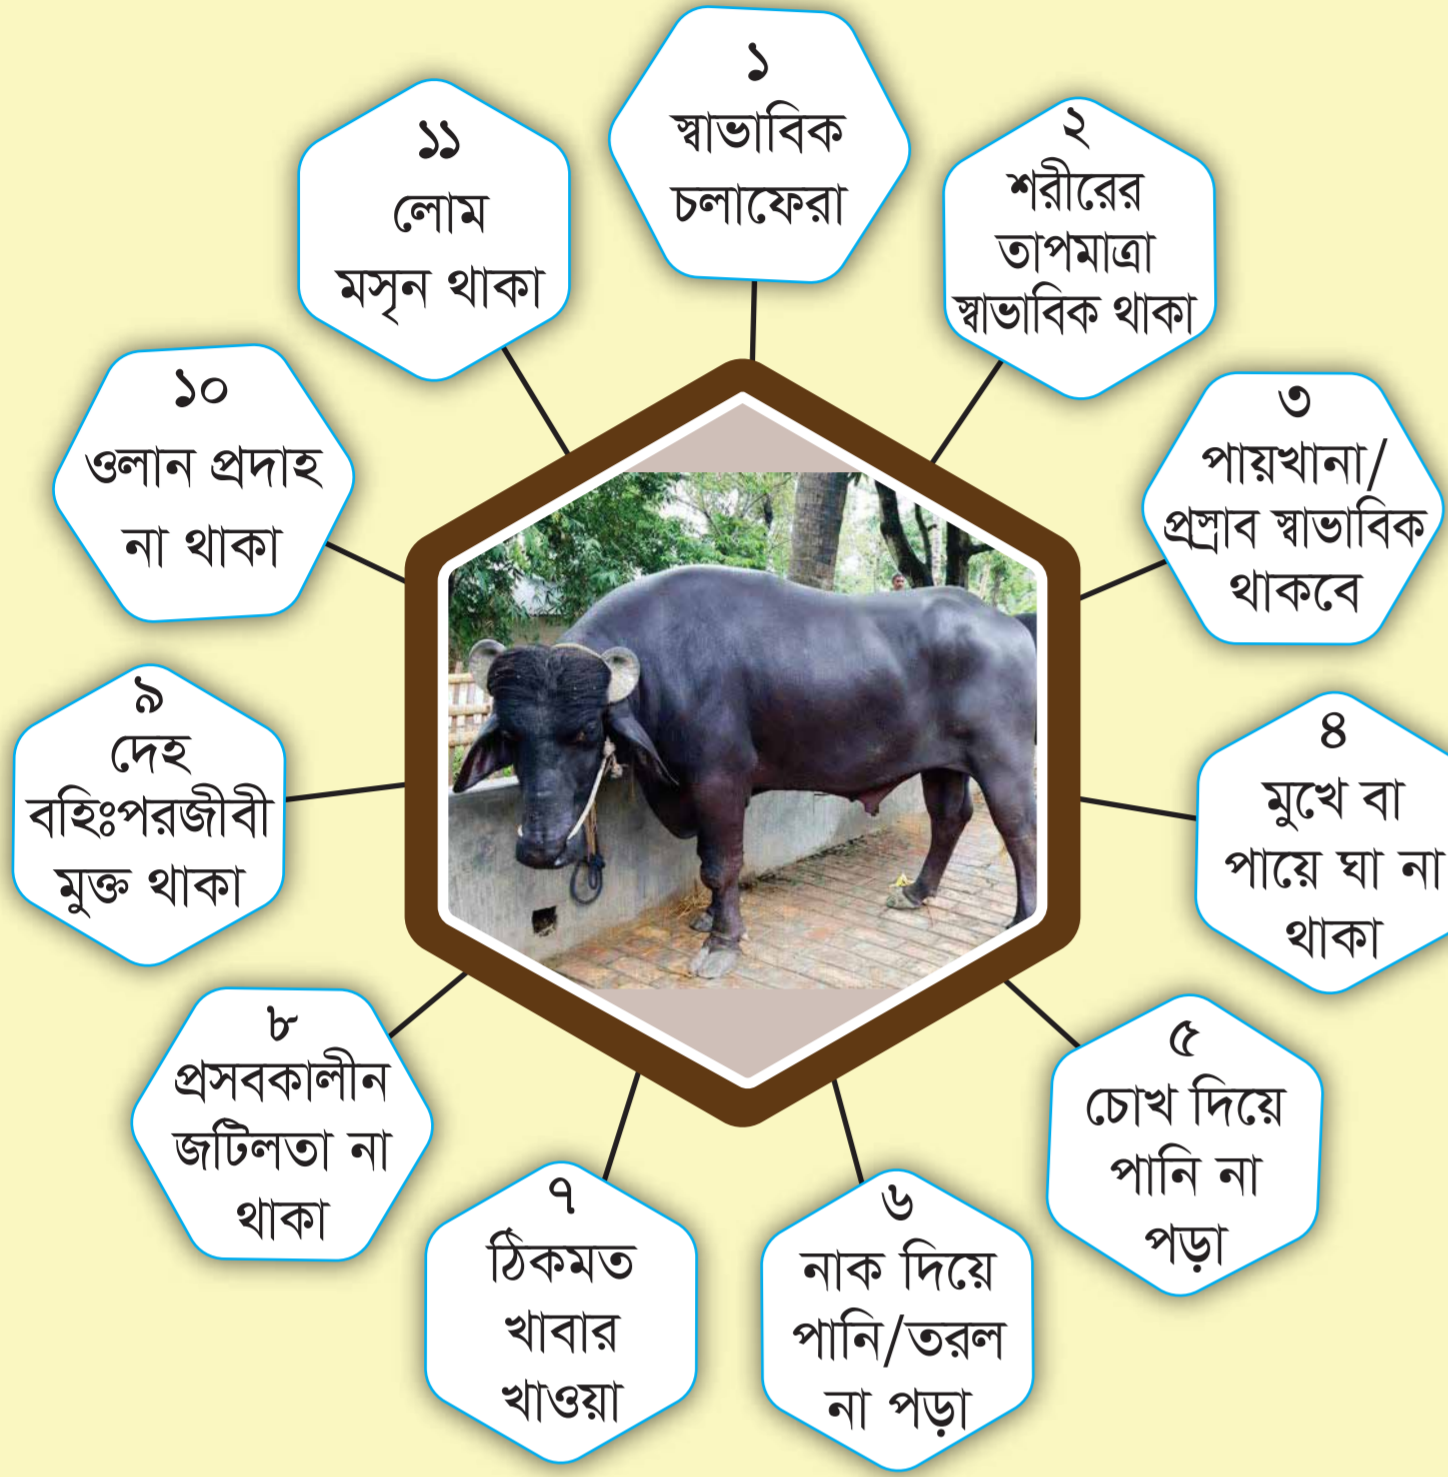 ১
স্বাভাবিক
চলাফেরা
২
শরীরের
তাপমাত্রা
স্বাভাবিক থাকা
৩
পায়খানা/
প্রস্রাব স্বাভাবিক
থাকবে
৪
মুখে বা
পায়ে ঘা না
থাকা
৫
চোখ দিয়ে
পানি না
পড়া
৬
নাক দিয়ে
পানি/তরল
না পড়া
৭
ঠিকমত
খাবার
খাওয়া
৮
প্রসবকালীন
জটিলতা না
থাকা
৯
দেহ
বহিঃপরজীবী
মুক্ত থাকা
১০
ওলান প্রদাহ
না থাকা
১১
লোম
মসৃন থাকা